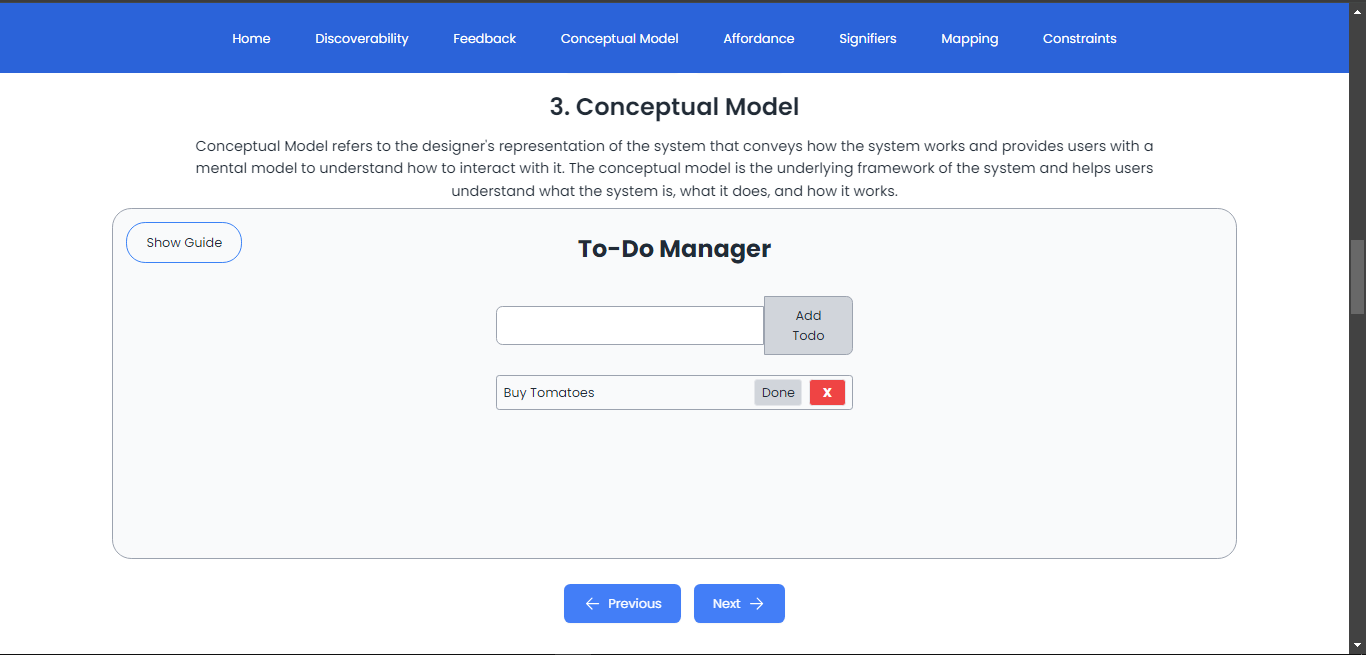 Home Discoverability Feedback Conceptual Model Affordance Signifiers Mapping Constraints
3. Conceptual Model
Conceptual Model refers to the designer's representation of the system that conveys how the system works and provides users with a
mental model to understand how to interact with it. The conceptual model is the underlying framework of the system and helps users
understand what the system is, what it does, and how it works.
Show Guide
To-Do Manager
Add
Todo
Buy Tomatoes Done X
Previous Next